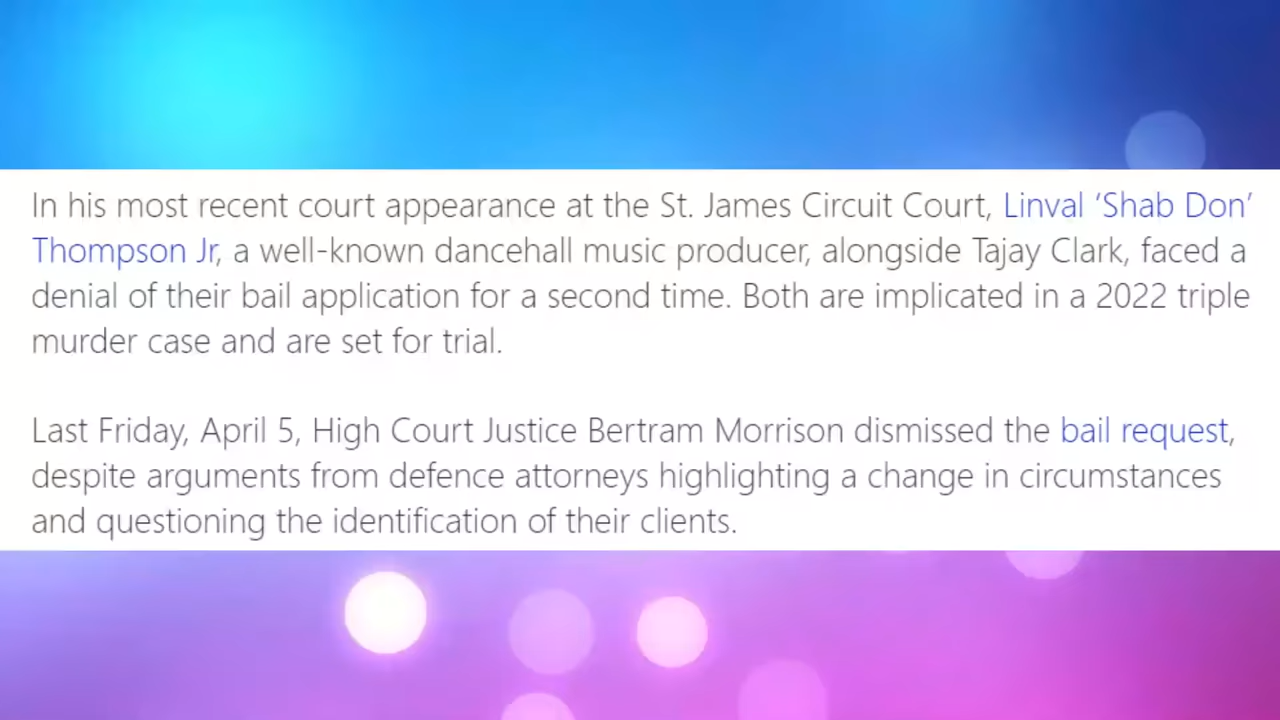 In his most recent court appearance at the St. James Circuit Court, Linval ‘Shab Don’
Thompson Jr, a well-known dancehall music producer, alongside Tajay Clark, faced a
denial of their bail application for a second time. Both are implicated in a 2022 triple
murder case and are set for trial.
Last Friday, April 5, High Court Justice Bertram Morrison dismissed the bail request,
despite arguments from defence attorneys highlighting a change in circumstances
and questioning the identification of their clients.